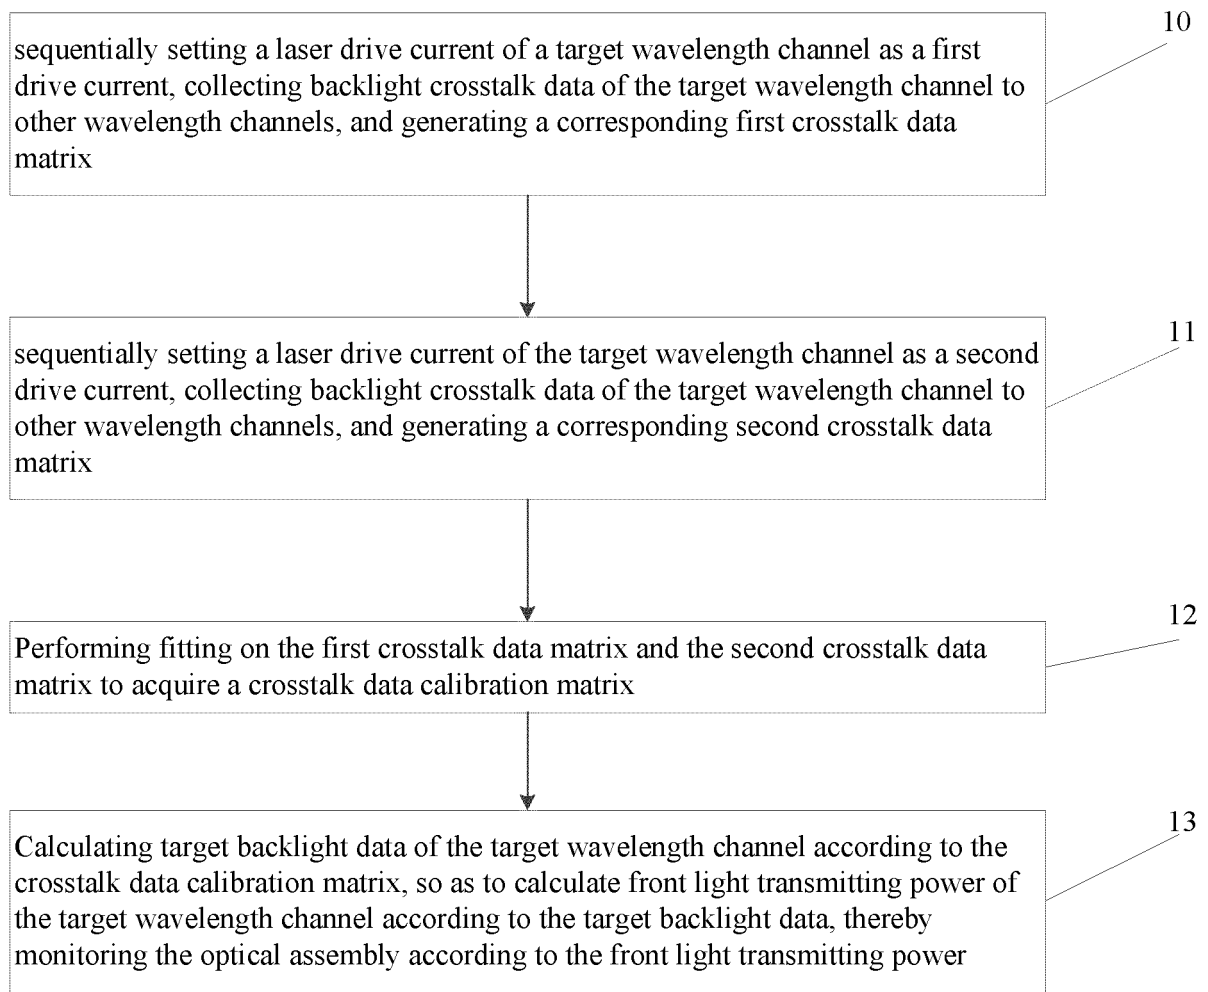 10
sequentially setting a laser drive current of a target wavelength channel as a first
drive current, collecting backlight crosstalk data of the target wavelength channel to
other wavelength channels, and generating a corresponding first crosstalk data
matrix
11
sequentially setting a laser drive current of the target wavelength channel as a second
drive current, collecting backlight crosstalk data of the target wavelength channel to
other wavelength channels, and generating a corresponding second crosstalk data
matrix
12
Performing fitting on the first crosstalk data matrix and the second crosstalk data
matrix to acquire a crosstalk data calibration matrix
13
Calculating target backlight data of the target wavelength channel according to the
crosstalk data calibration matrix, so as to calculate front light transmitting power of
the target wavelength channel according to the target backlight data, thereby
monitoring the optical assembly according to the front light transmitting power